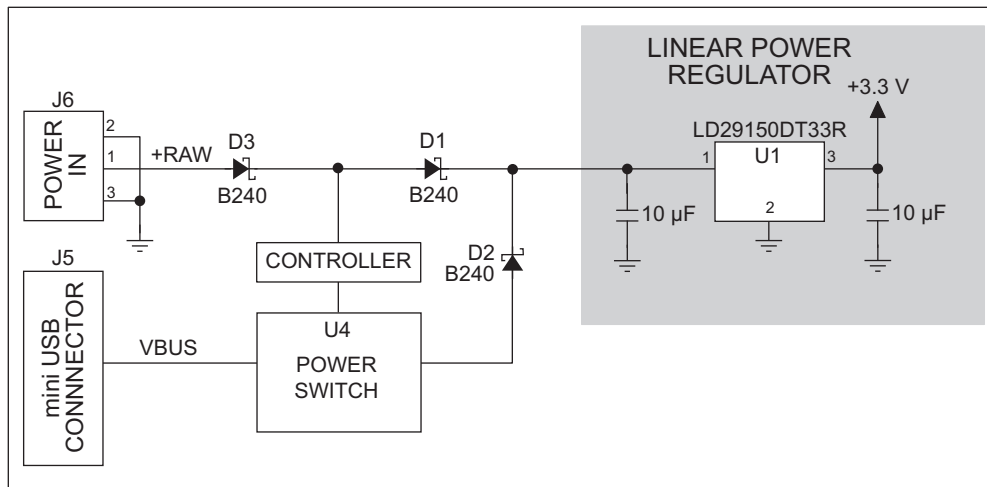 LINEAR POWER
REGULATOR
+3.3 V
J6
POWER
IN
2
1
3
+RAW
D3
B240
D1
B240
LD29150DT33R
1
U1
3
2
10 µF
10 µF
D2
B240
CONTROLLER
J5
mini USB
CONNNECTOR
VBUS
U4
POWER
SWITCH